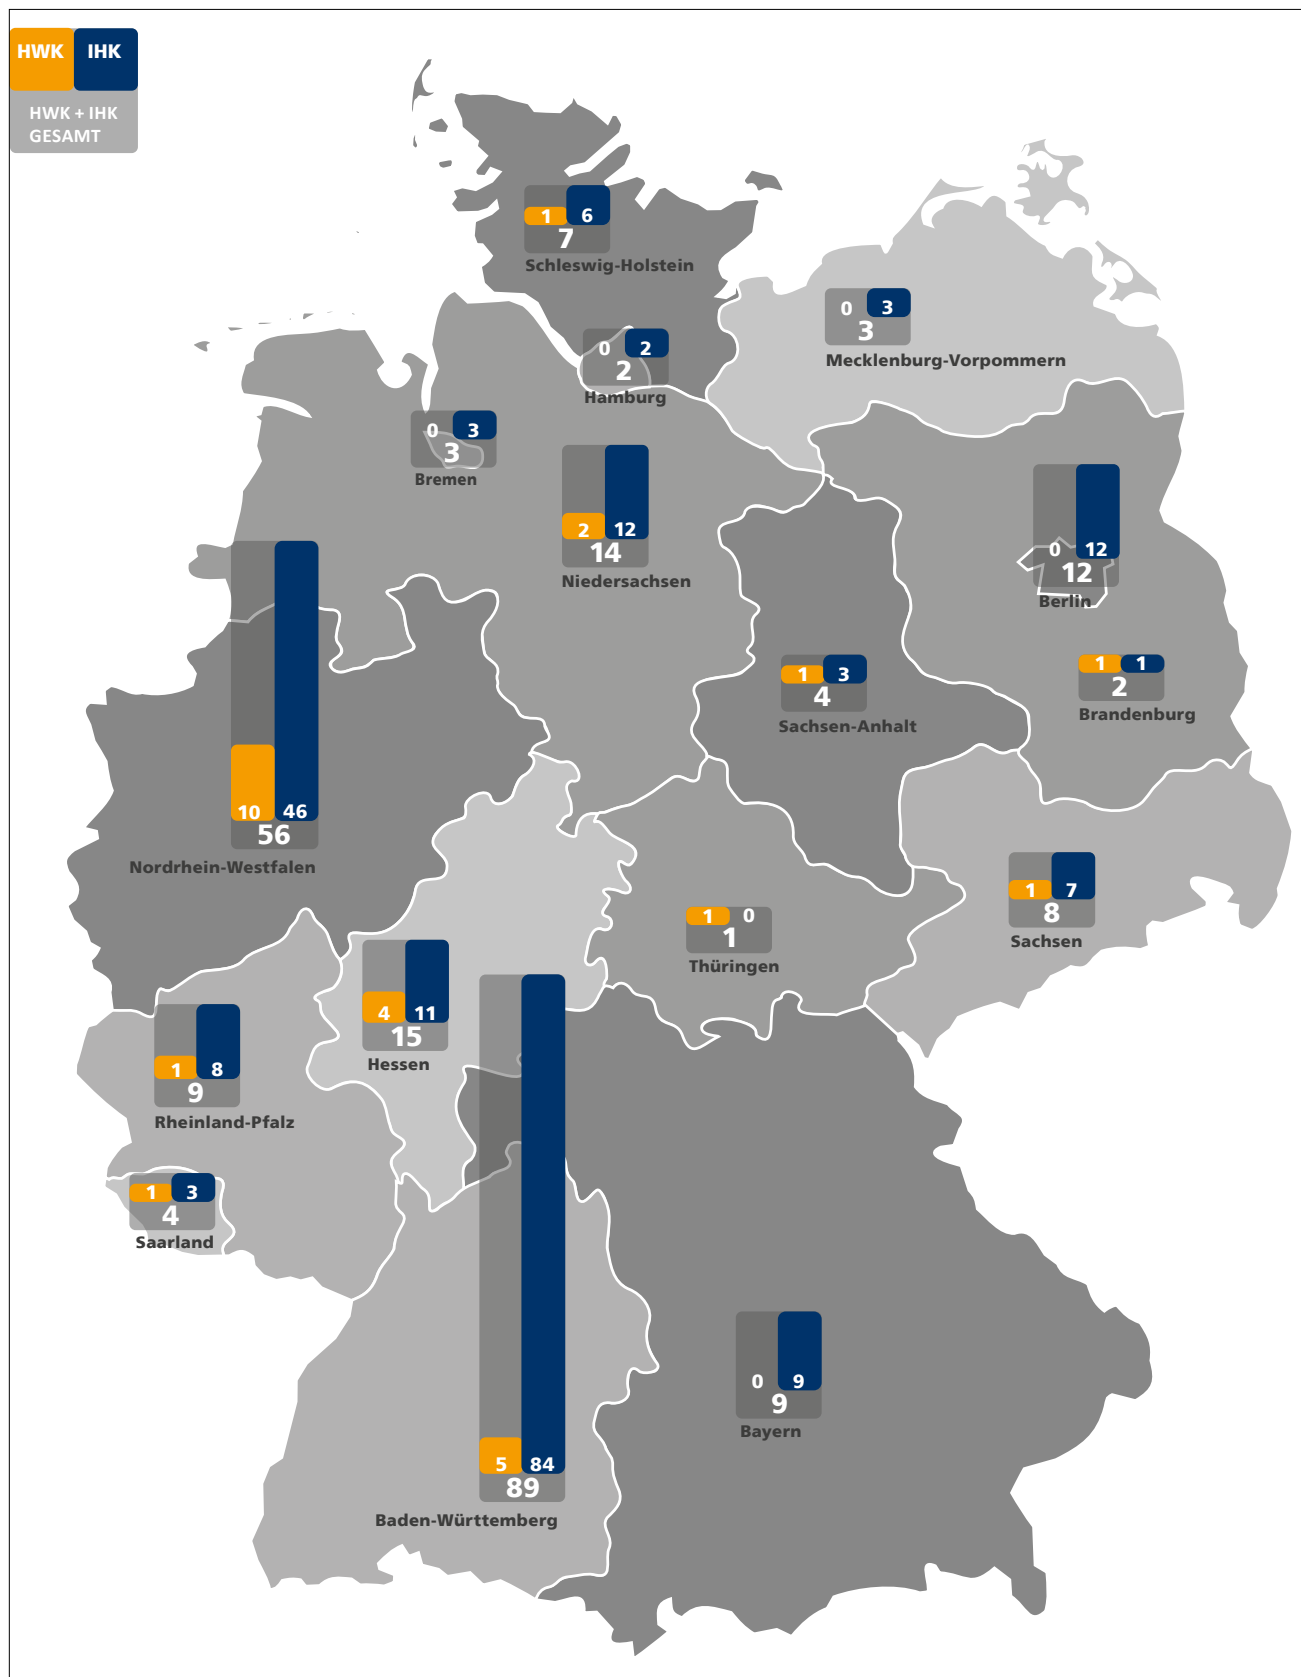 HWK IHK
HWK + IHK
GESAMT
1 6
7
Schleswig-Holstein
0 3
3
Mecklenburg-Vorpommern
0 2
2
Hamburg
0 3
3
Bremen
2 12
14
Niedersachsen
0 12
12
Berlin
1 1
2
Brandenburg
1 3
4
Sachsen-Anhalt
10 46
56
Nordrhein-Westfalen
1 7
8
Sachsen
1 0
1
Thüringen
4 11
15
Hessen
1 8
9
Rheinland-Pfalz
1 3
4
Saarland
0 9
9
Bayern
5 84
89
Baden-Württemberg